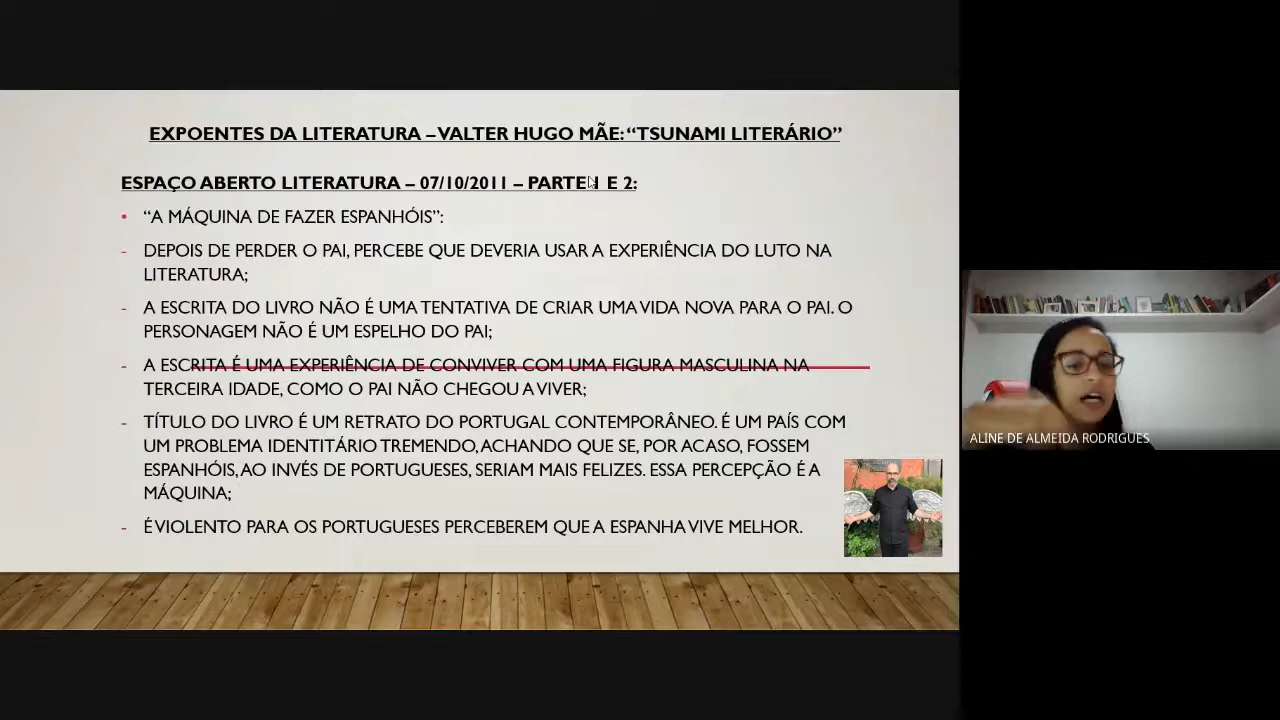 EXPOENTES DA LITERATURA – VALTER HUGO MÃE: “TSUNAMI LITERÁRIO”
ESPAÇO ABERTO LITERATURA – 07/10/2011 – PARTE 1 E 2:
• “A MÁQUINA DE FAZER ESPANHÓIS”:
- DEPOIS DE PERDER O PAI, PERCEBE QUE DEVERIA USAR A EXPERIÊNCIA DO LUTO NA
LITERATURA;
- A ESCRITA DO LIVRO NÃO É UMA TENTATIVA DE CRIAR UMA VIDA NOVA PARA O PAI. O
PERSONAGEM NÃO É UM ESPELHO DO PAI;
- A ESCRITA É UMA EXPERIÊNCIA DE CONVIVER COM UMA FIGURA MASCULINA NA
TERCEIRA IDADE, COMO O PAI NÃO CHEGOU A VIVER;
- TÍTULO DO LIVRO É UM RETRATO DO PORTUGAL CONTEMPORÂNEO. É UM PAÍS COM
UM PROBLEMA IDENTITÁRIO TREMENDO, ACHANDO QUE SE, POR ACASO, FOSSEM
ESPANHÓIS, AO INVÉS DE PORTUGUESES, SERIAM MAIS FELIZES. ESSA PERCEPÇÃO É A
MÁQUINA;
- É VIOLENTO PARA OS PORTUGUESES PERCEBEREM QUE A ESPANHA VIVE MELHOR.
ALINE DE ALMEIDA RODRIGUES